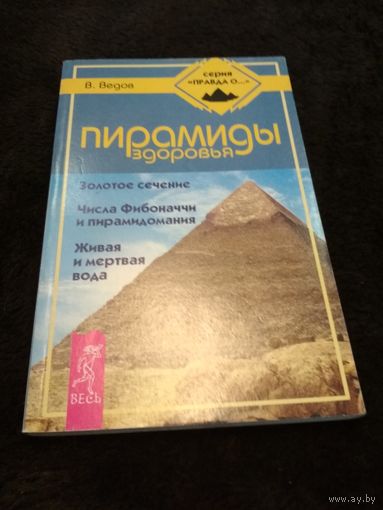 серия
«ПРАВДА О...»
В. Ведов
ПИРАМИДЫ
здоровья
Золотое сечение
Числа Фибоначчи
и пирамидомания
Живая
и мертвая
вода
ВЕСЬ
www.ay.by